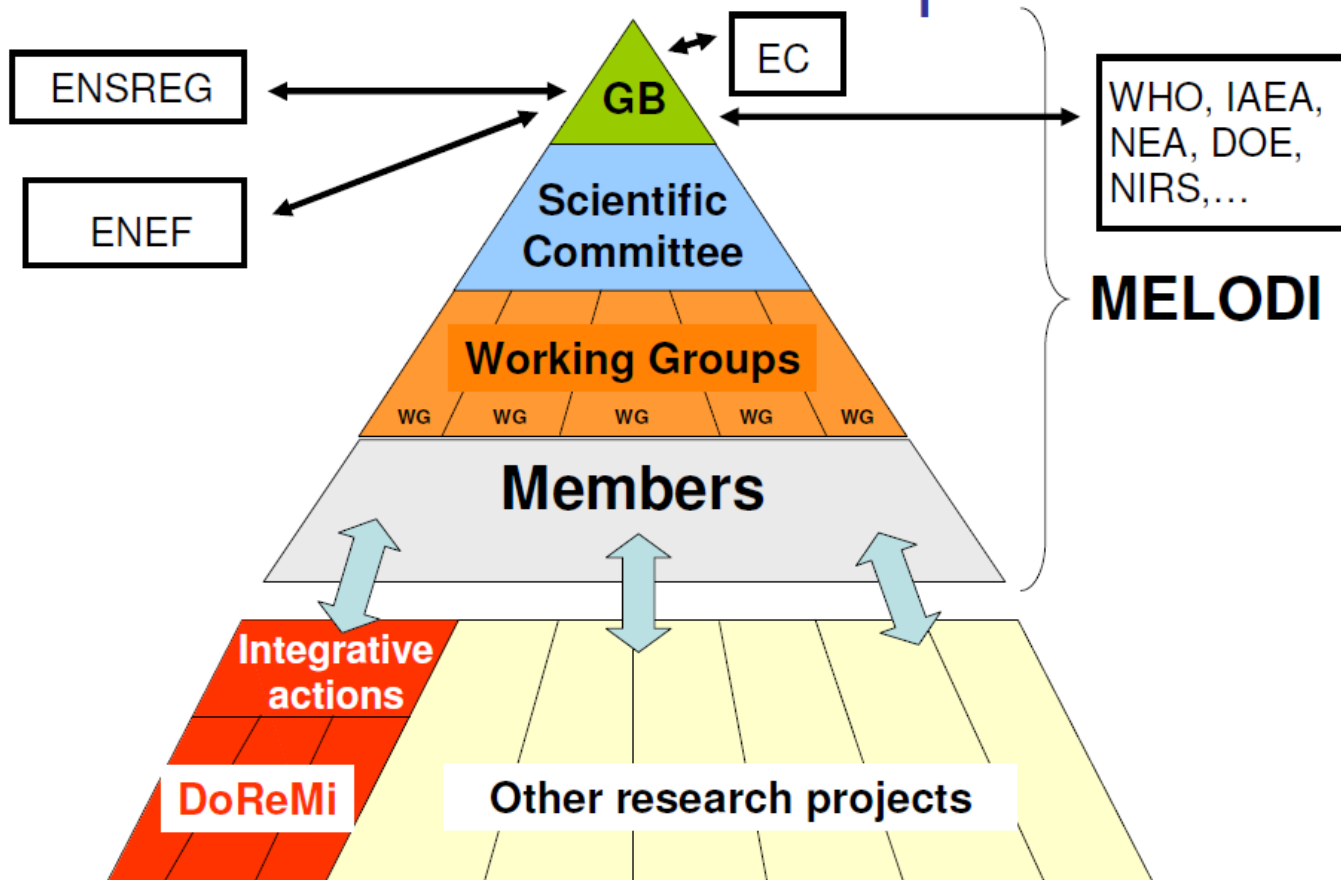 EC
GB
ENSREG
WHO, IAEA,
NEA, DOE,
NIRS,...
Scientific
Committee
ENEF
MELODI
Working Groups
WG WG WG WG WG
Members
Integrative
actions
DoReMi
Other research projects